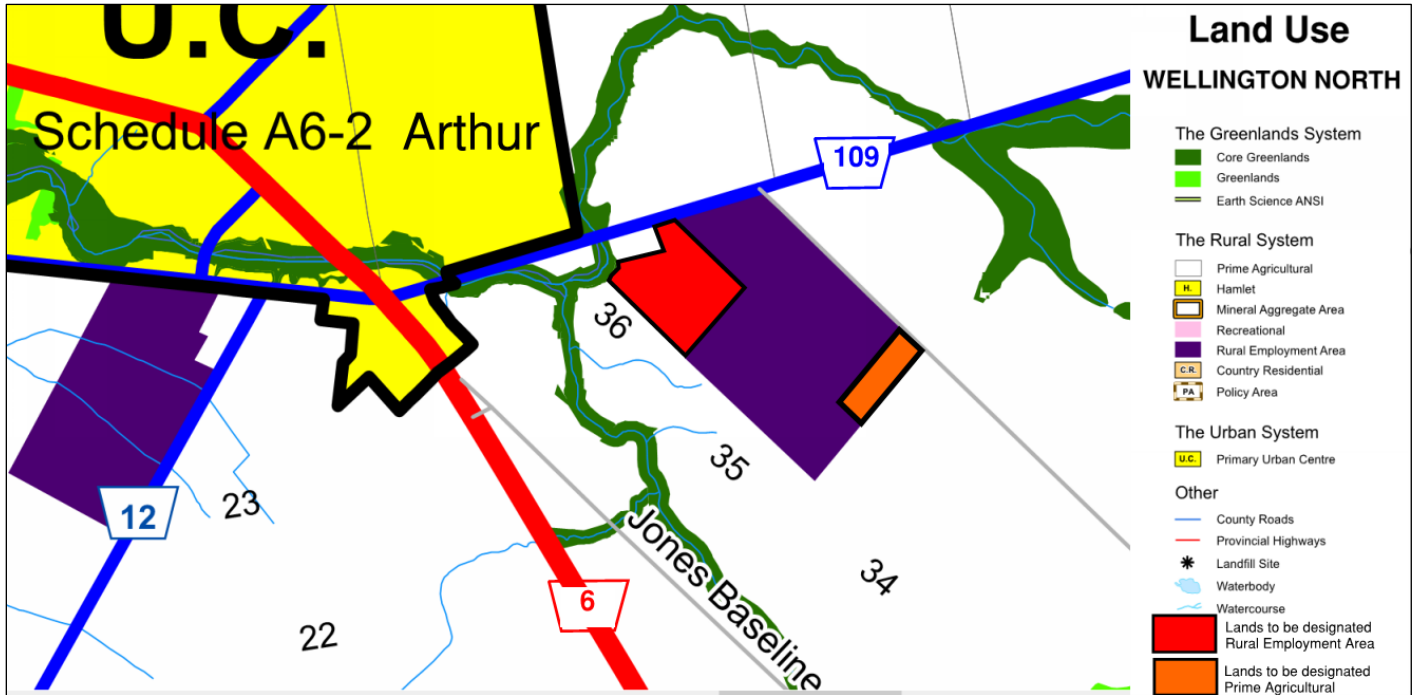 U.C.
Schedule A6-2 Arthur
109
36
35
34
12
23
22
6
Jones Baseline
Land Use
WELLINGTON NORTH
The Greenlands System
Core Greenlands
Greenlands
Earth Science ANSI
The Rural System
Prime Agricultural
H. Hamlet
Mineral Aggregate Area
Recreational
Rural Employment Area
C.R. Country Residential
PA Policy Area
The Urban System
U.C. Primary Urban Centre
Other
County Roads
Provincial Highways
Landfill Site
Waterbody
Watercourse
Lands to be designated
Rural Employment Area
Lands to be designated
Prime Agricultural